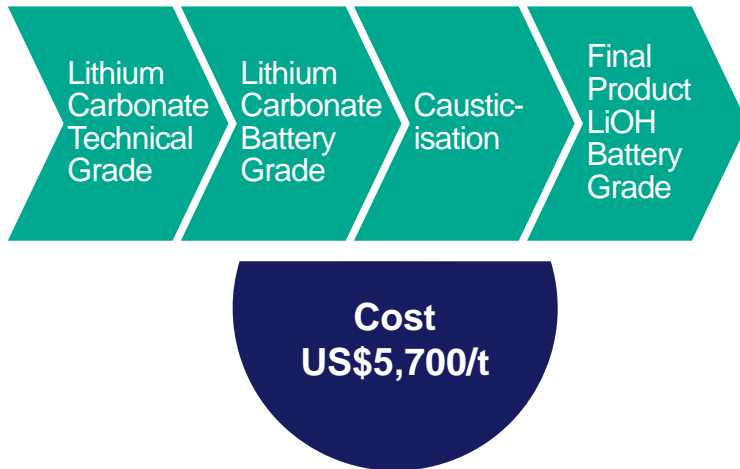 Lithium
Carbonate
Technical
Grade
Lithium
Carbonate
Battery
Grade
Caustic-
isation
Final
Product
LiOH
Battery
Grade
Cost
US$5,700/t